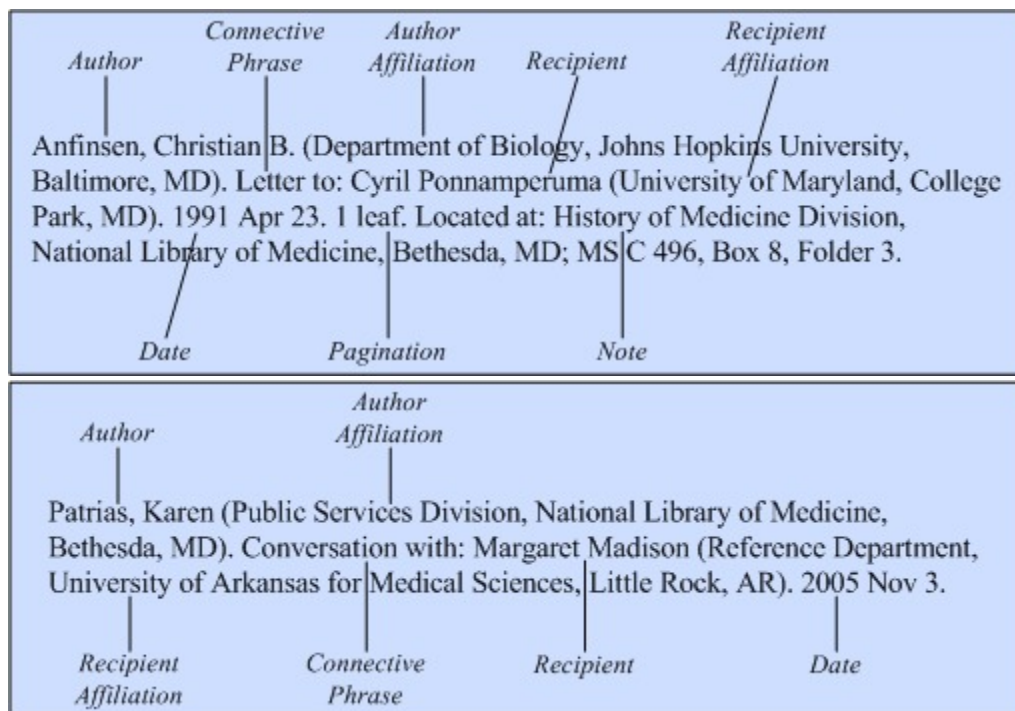 Author
Connective
Phrase
Author
Affiliation
Recipient
Recipient
Affiliation
Anfinsen, Christian B. (Department of Biology, Johns Hopkins University,
Baltimore, MD). Letter to: Cyril Ponnamperuma (University of Maryland, College
Park, MD). 1991 Apr 23. 1 leaf. Located at: History of Medicine Division,
National Library of Medicine, Bethesda, MD; MS C 496, Box 8, Folder 3.
Date
Pagination
Note
Author
Author
Affiliation
Patrias, Karen (Public Services Division, National Library of Medicine,
Bethesda, MD). Conversation with: Margaret Madison (Reference Department,
University of Arkansas for Medical Sciences, Little Rock, AR). 2005 Nov 3.
Recipient
Affiliation
Connective
Phrase
Recipient
Date